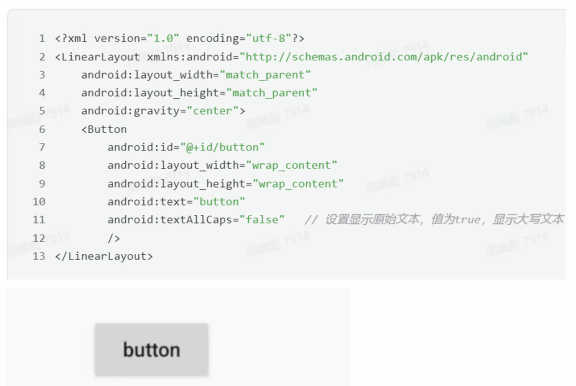 1 <?xml version="1.0" encoding="utf-8"?>
2 <LinearLayout xmlns:android="http://schemas.android.com/apk/res/android"
3     android:layout_width="match_parent"
4     android:layout_height="match_parent"
5     android:gravity="center">
6     <Button
7         android:id="@+id/button"
8         android:layout_width="wrap_content"
9         android:layout_height="wrap_content"
10         android:text="button"
11         android:textAllCaps="false"   // 设置显示原始文本, 值为true, 显示大写文本
12         />
13 </LinearLayout>
button